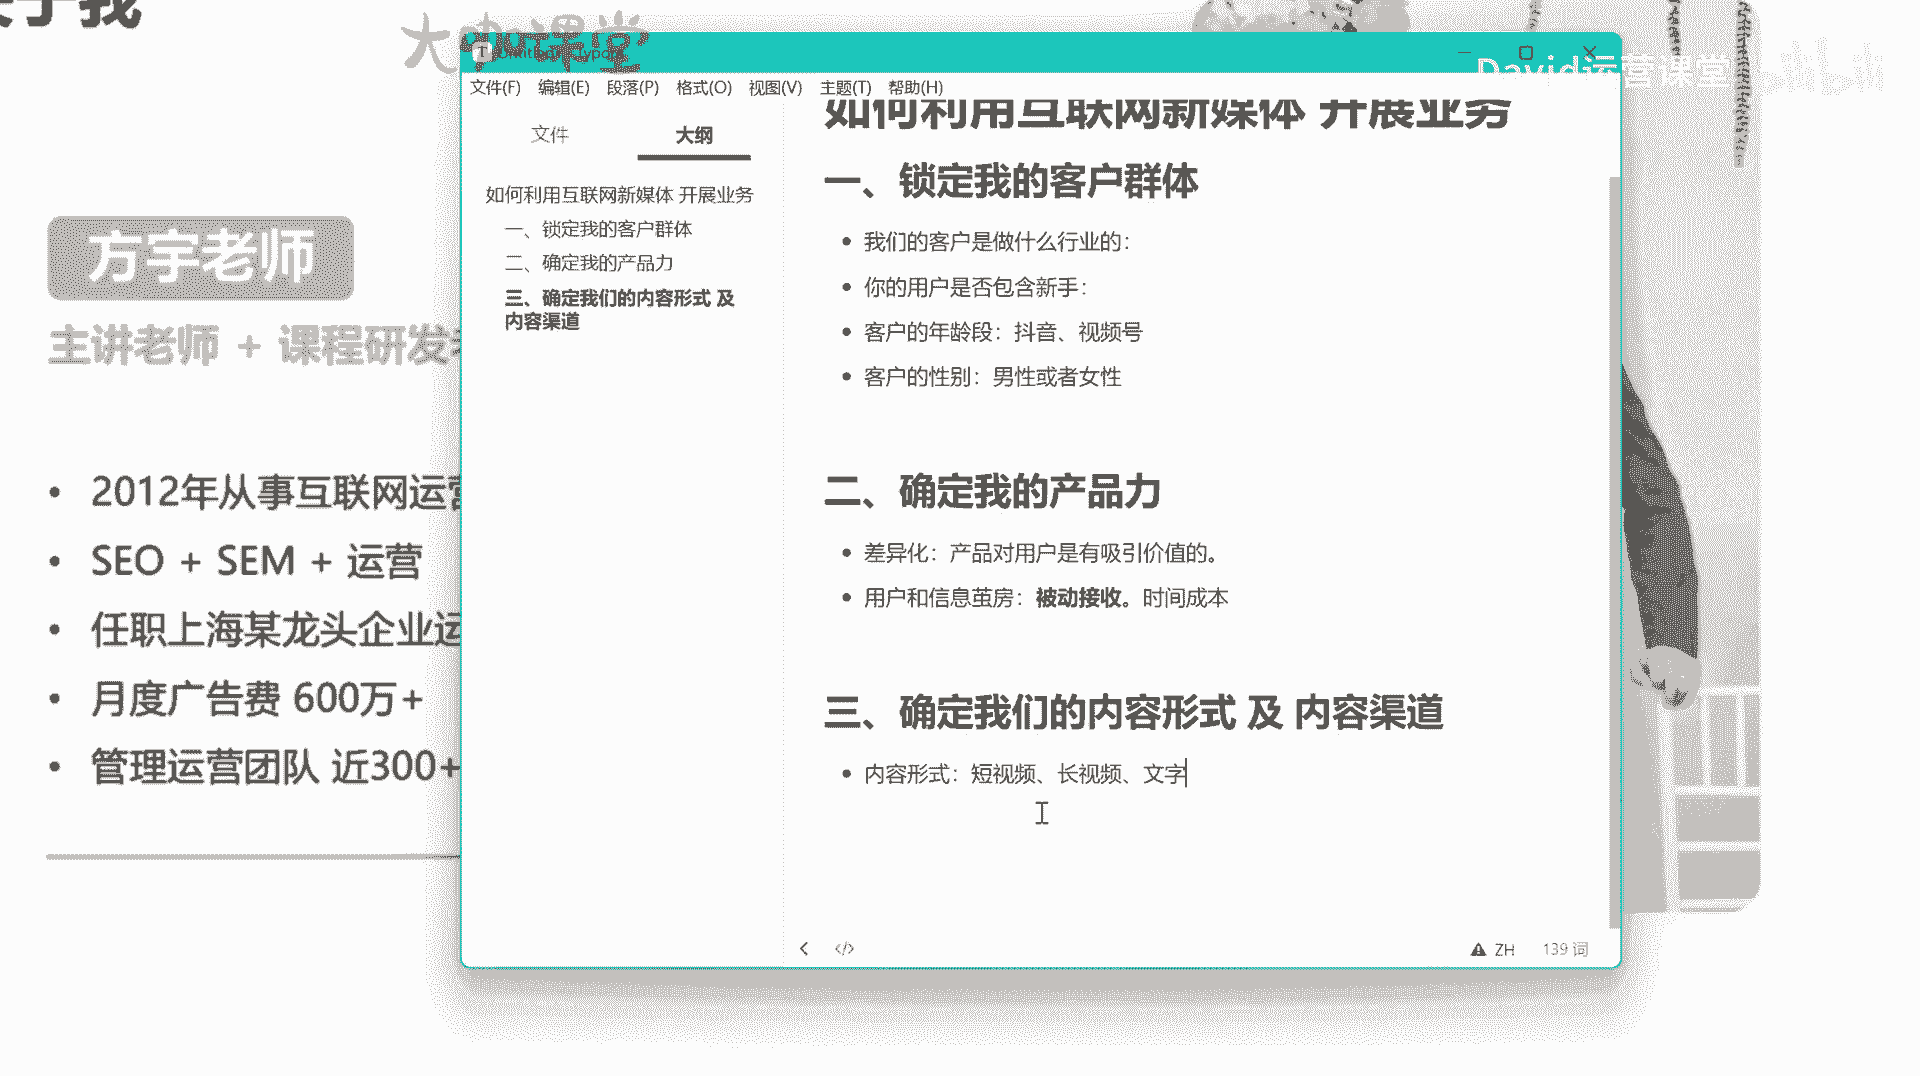 关于我
大咖课堂
David运营课堂
bilibili
文件(F) 编辑(E) 段落(P) 格式(O) 视图(V) 主题(T) 帮助(H)
文件 大纲
如何利用互联网新媒体 开展业务
一、锁定我的客户群体
二、确定我的产品力
三、确定我们的内容形式 及
内容渠道
如何利用互联网新媒体 开展业务
一、锁定我的客户群体
• 我们的客户是做什么行业的：
• 你的用户是否包含新手：
• 客户的年龄段：抖音、视频号
• 客户的性别：男性或者女性
二、确定我的产品力
• 差异化：产品对用户是有吸引价值的。
• 用户和信息茧房：被动接收。时间成本
三、确定我们的内容形式 及 内容渠道
• 内容形式：短视频、长视频、文字
ZH 139 词
方宇老师
主讲老师 + 课程研发
• 2012年从事互联网运营
• SEO + SEM + 运营
• 任职上海某龙头企业运
• 月度广告费 600万+
• 管理运营团队 近300+